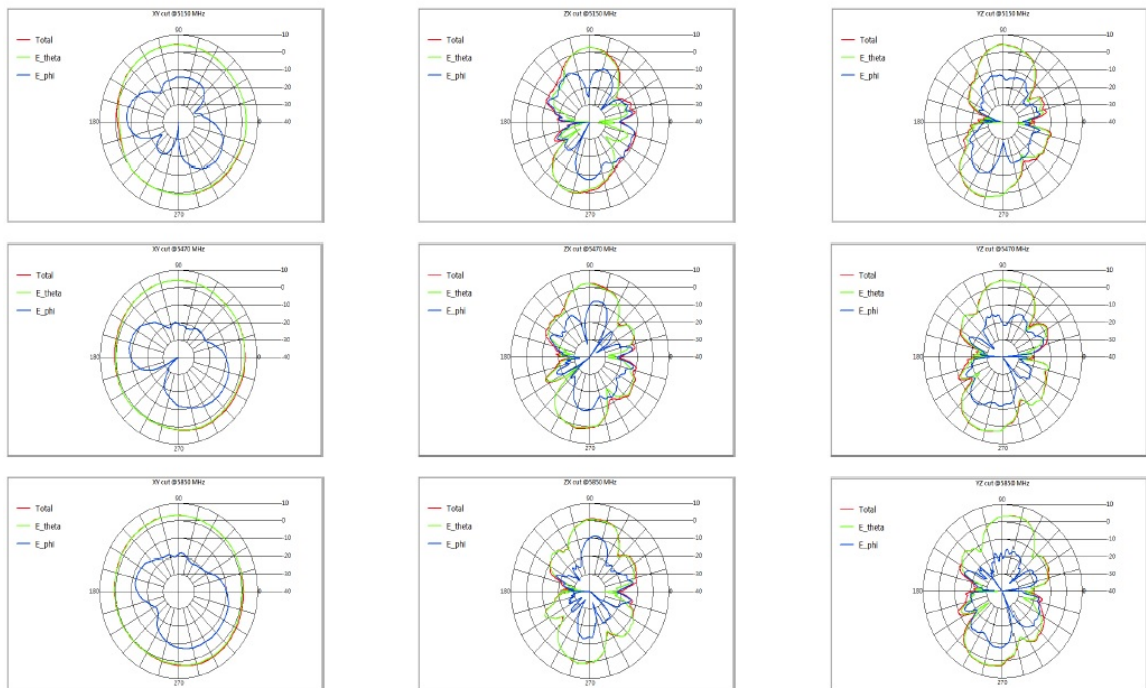 XY cut @5150 MHz
Total
E_theta
E_phi
90
180
0
270
10
0
10
20
30
40
ZX cut @5150 MHz
Total
E_theta
E_phi
90
180
0
270
10
0
10
20
30
40
YZ cut @5150 MHz
Total
E_theta
E_phi
90
180
0
270
10
0
10
20
30
40
XY cut @5470 MHz
Total
E_theta
E_phi
90
180
0
270
10
0
10
20
30
40
ZX cut @5470 MHz
Total
E_theta
E_phi
90
180
0
270
10
0
10
20
30
40
YZ cut @5470 MHz
Total
E_theta
E_phi
90
180
0
270
10
0
10
20
30
40
XY cut @5850 MHz
Total
E_theta
E_phi
90
180
0
270
10
0
10
20
30
40
ZX cut @5850 MHz
Total
E_theta
E_phi
90
180
0
270
10
0
10
20
30
40
YZ cut @5850 MHz
Total
E_theta
E_phi
90
180
0
270
10
0
10
20
30
40